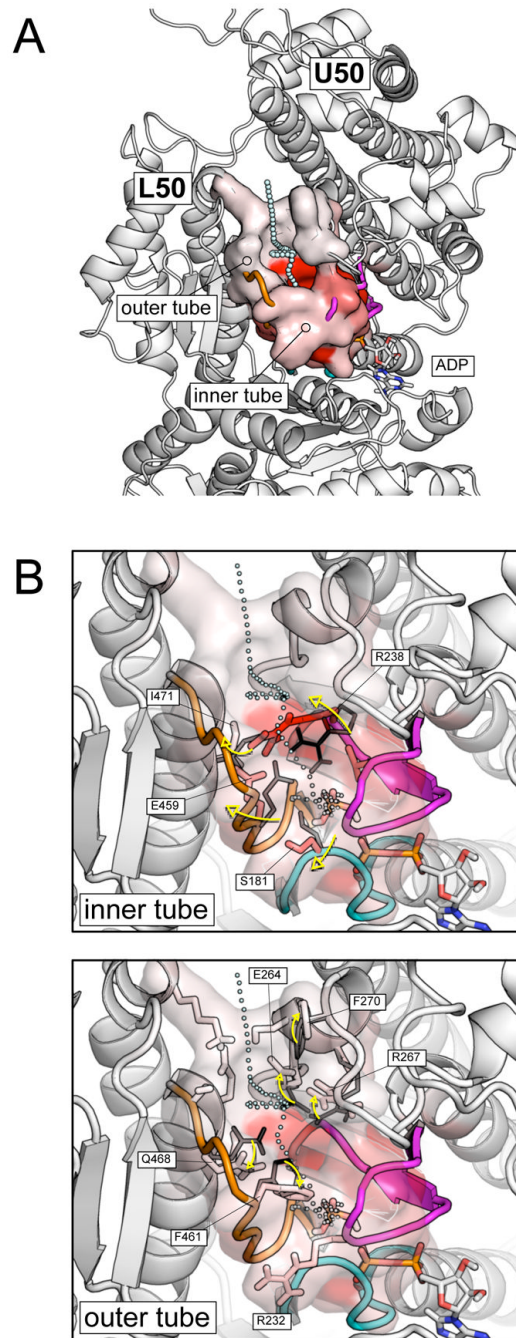 A
U50
L50
outer tube
inner tube
ADP
B
R238
I471
E459
S181
inner tube
E264
F270
R267
Q468
F461
R232
outer tube